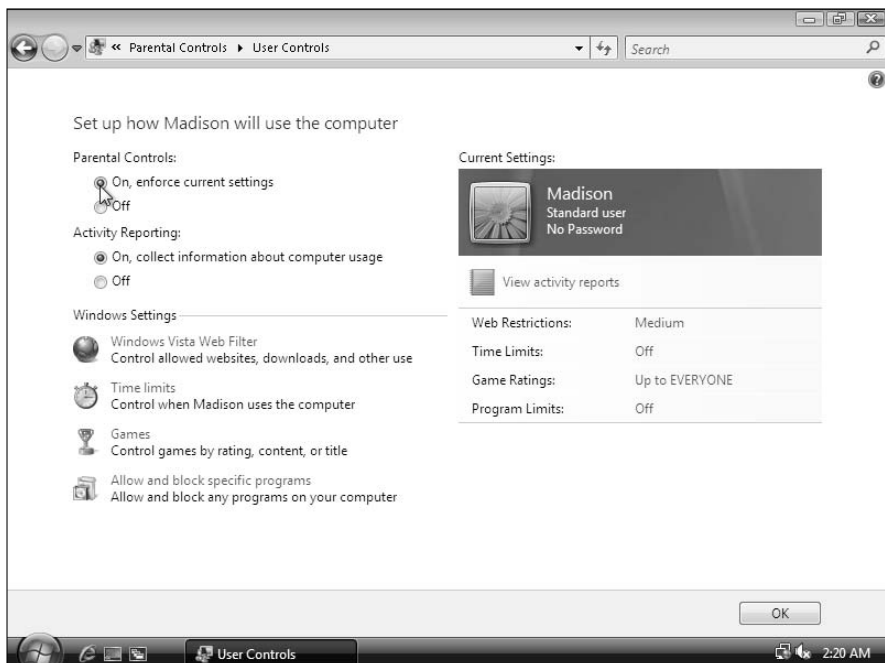 « Parental Controls ▸ User Controls
Search
Set up how Madison will use the computer
Parental Controls:
On, enforce current settings
Off
Activity Reporting:
On, collect information about computer usage
Off
Windows Settings
Windows Vista Web Filter
Control allowed websites, downloads, and other use
Time limits
Control when Madison uses the computer
Games
Control games by rating, content, or title
Allow and block specific programs
Allow and block any programs on your computer
Current Settings:
Madison
Standard user
No Password
View activity reports
Web Restrictions: Medium
Time Limits: Off
Game Ratings: Up to EVERYONE
Program Limits: Off
OK
User Controls
2:20 AM